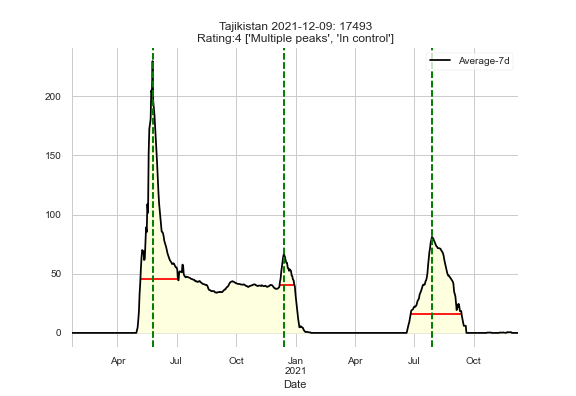 Tajikistan 2021-12-09: 17493
Rating:4 ['Multiple peaks', 'In control']
Average-7d
200
150
100
50
0
Apr
Jul
Oct
Jan
2021
Apr
Jul
Oct
Date